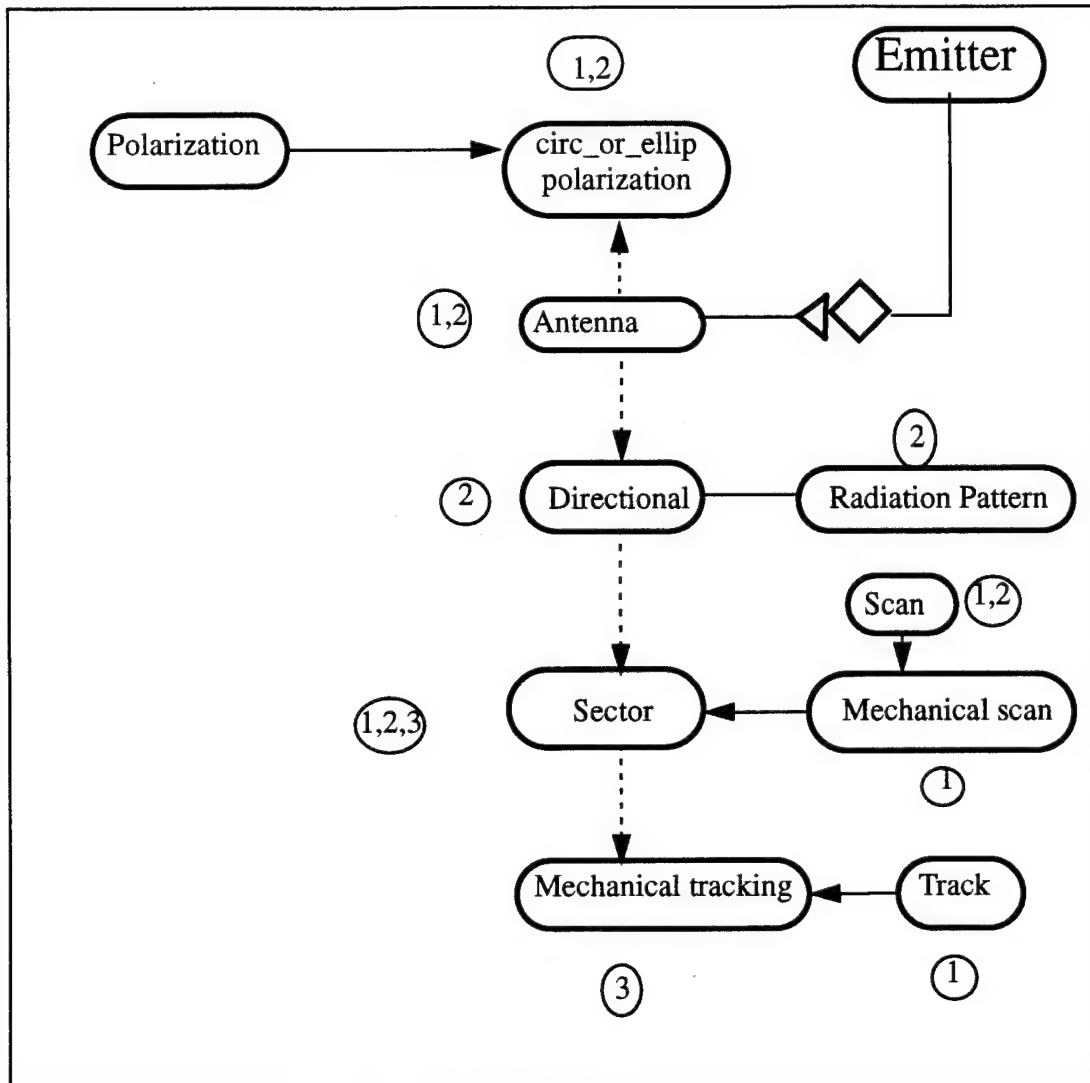 1,2
Emitter
Polarization
circ_or_ellip
polarization
1,2
Antenna
2
2
Directional
Radiation Pattern
Scan
1,2
1,2,3
Sector
Mechanical scan
1
Mechanical tracking
Track
3
1